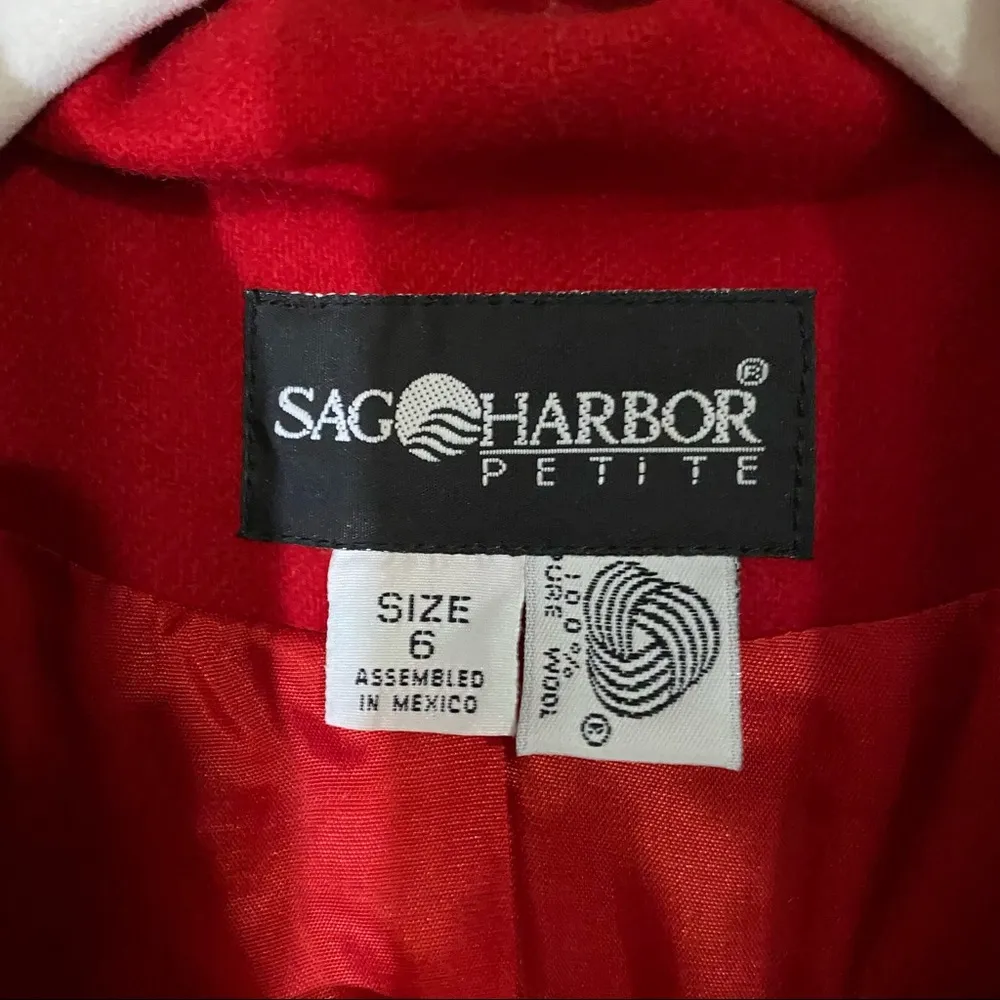 SAG HARBOR®
PETITE
SIZE
6
ASSEMBLED
IN MEXICO
100%
PURE WOOL
®